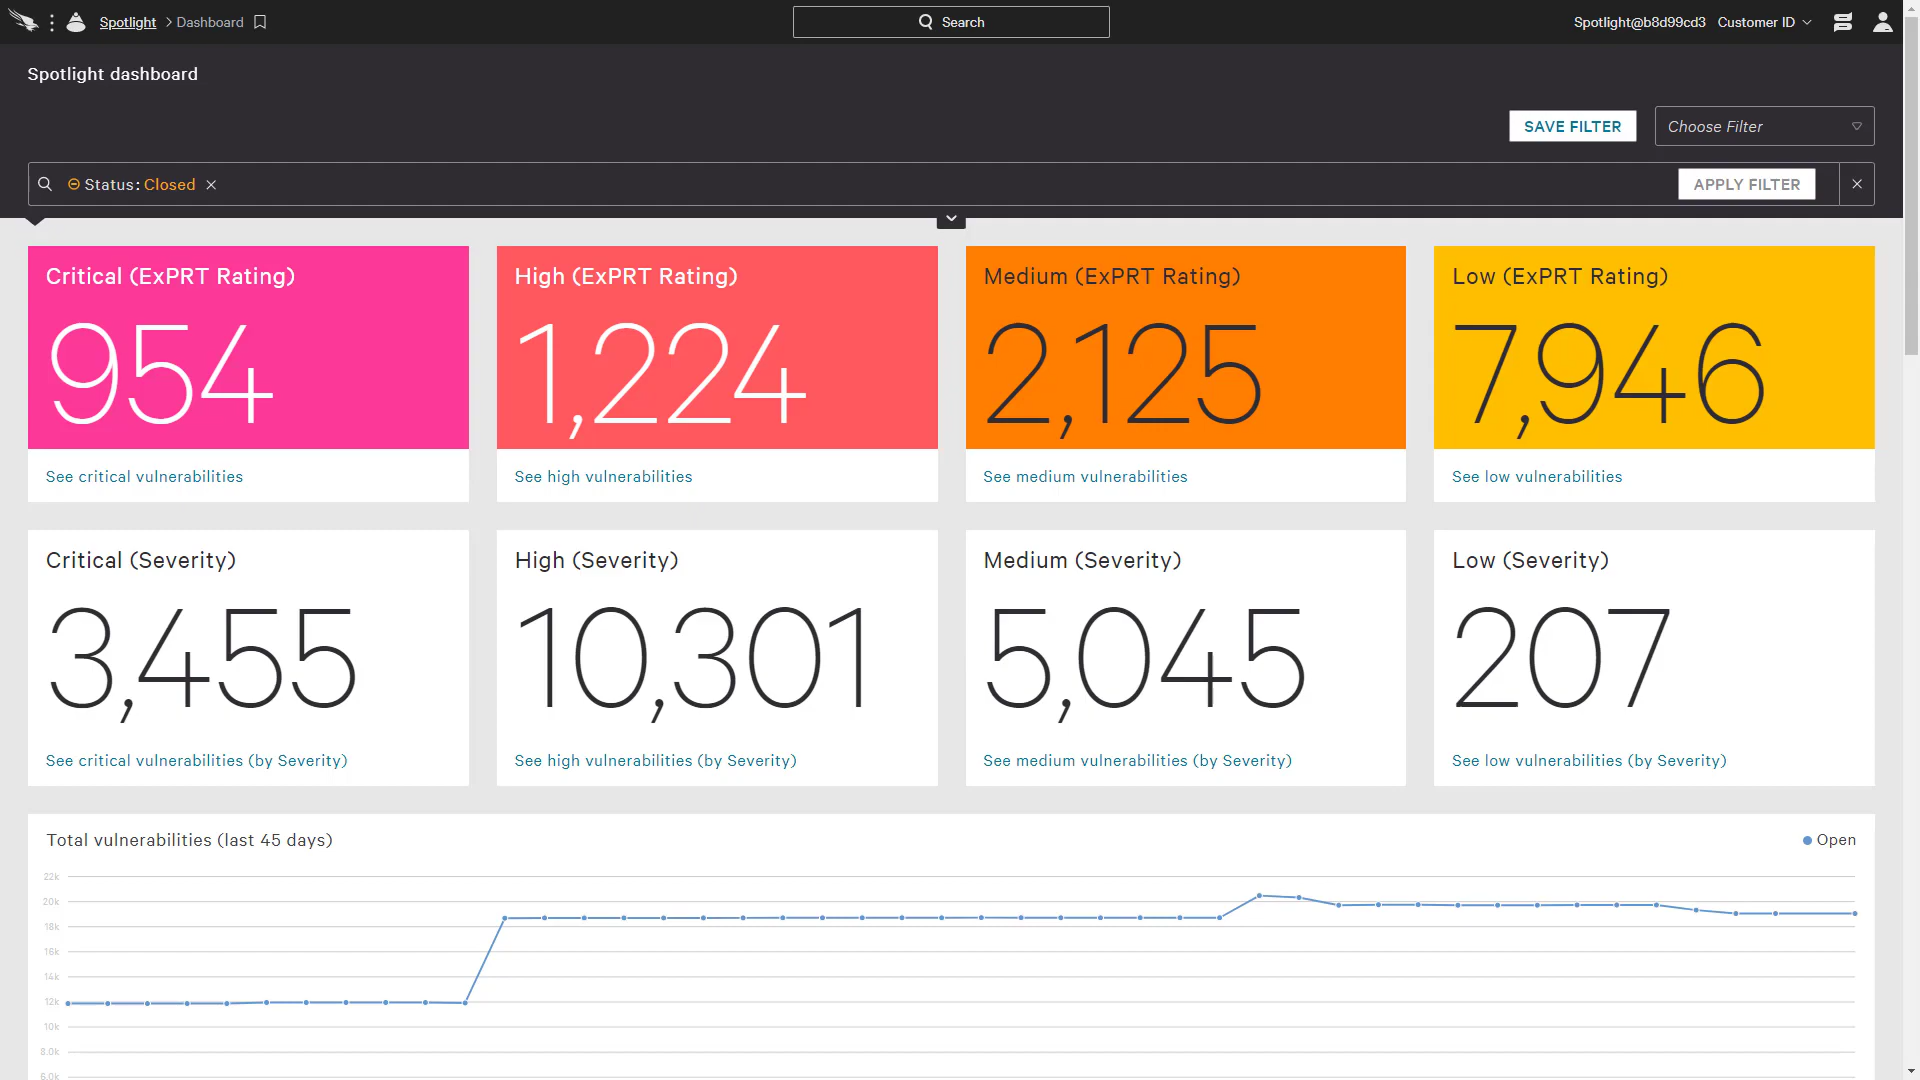 Spotlight > Dashboard
Search
Spotlight@b8d99cd3 Customer ID
Spotlight dashboard
SAVE FILTER
Choose Filter
Status: Closed
APPLY FILTER
Critical (ExPRT Rating)
954
See critical vulnerabilities
High (ExPRT Rating)
1,224
See high vulnerabilities
Medium (ExPRT Rating)
2,125
See medium vulnerabilities
Low (ExPRT Rating)
7,946
See low vulnerabilities
Critical (Severity)
3,455
See critical vulnerabilities (by Severity)
High (Severity)
10,301
See high vulnerabilities (by Severity)
Medium (Severity)
5,045
See medium vulnerabilities (by Severity)
Low (Severity)
207
See low vulnerabilities (by Severity)
Total vulnerabilities (last 45 days)
Open
22k
20k
18k
16k
14k
12k
10k
8.0k
6.0k